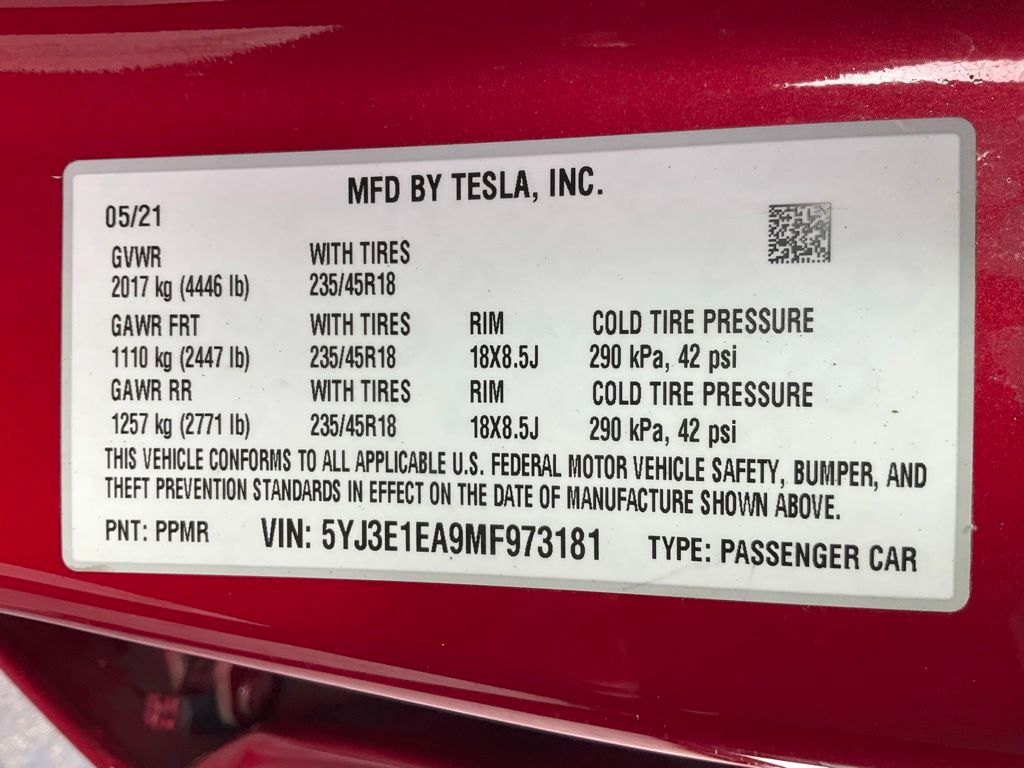 MFD BY TESLA, INC.
05/21
GVWR WITH TIRES
2017 kg (4446 lb) 235/45R18
GAWR FRT WITH TIRES RIM COLD TIRE PRESSURE
1110 kg (2447 lb) 235/45R18 18X8.5J 290 kPa, 42 psi
GAWR RR WITH TIRES RIM COLD TIRE PRESSURE
1257 kg (2771 lb) 235/45R18 18X8.5J 290 kPa, 42 psi
THIS VEHICLE CONFORMS TO ALL APPLICABLE U.S. FEDERAL MOTOR VEHICLE SAFETY, BUMPER, AND
THEFT PREVENTION STANDARDS IN EFFECT ON THE DATE OF MANUFACTURE SHOWN ABOVE.
PNT: PPMR VIN: 5YJ3E1EA9MF973181 TYPE: PASSENGER CAR